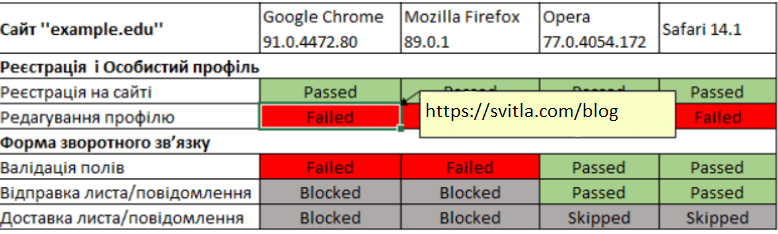 Сайт "example.edu" Google Chrome 91.0.4472.80 Mozilla Firefox 89.0.1 Opera 77.0.4054.172 Safari 14.1
Реєстрація і Особистий профіль
Реєстрація на сайті Passed Passed Passed Passed
Редагування профілю Failed https://svitla.com/blog Failed
Форма зворотного зв’язку
Валідація полів Failed Failed Passed Passed
Відправка листа/повідомлення Blocked Blocked Passed Passed
Доставка листа/повідомлення Blocked Blocked Skipped Skipped